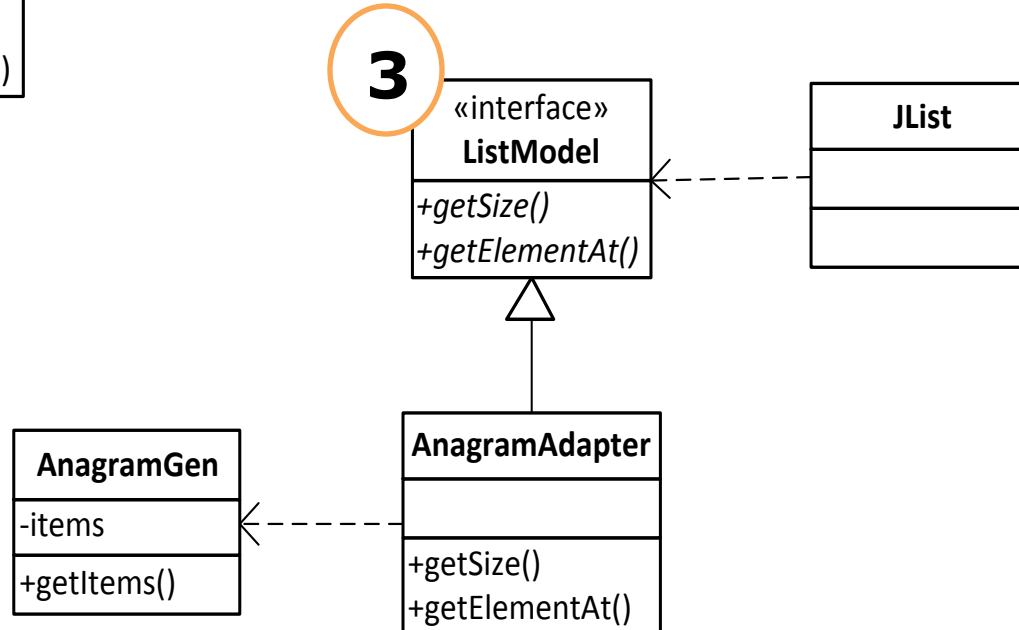 )
3
«interface»
ListModel
+getSize()
+getElementAt()
JList
AnagramGen
-items
+getItems()
AnagramAdapter
+getSize()
+getElementAt()